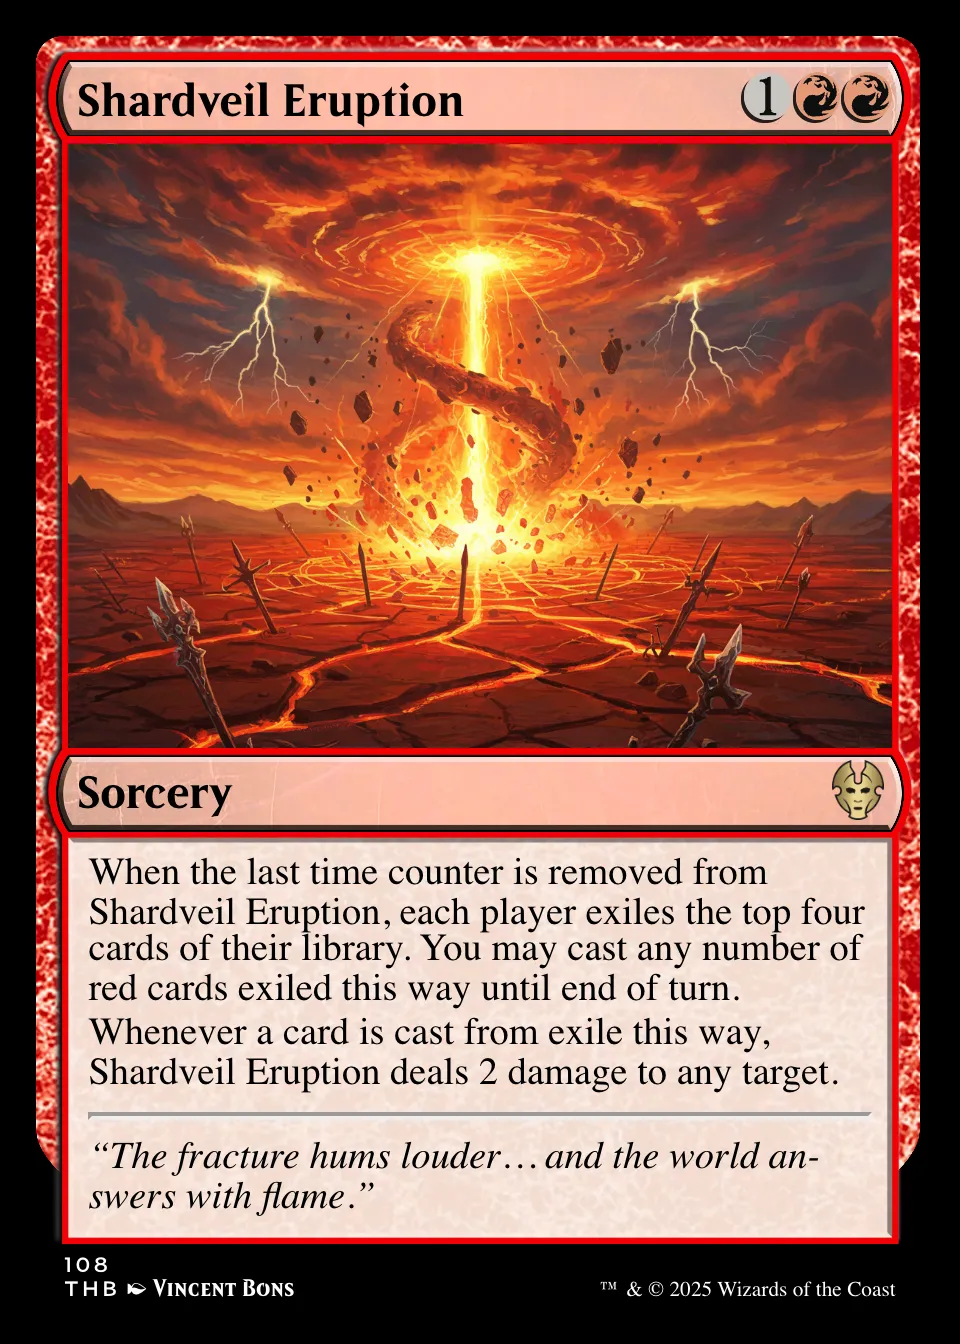 Shardveil Eruption
1
Sorcery
When the last time counter is removed from
Shardveil Eruption, each player exiles the top four
cards of their library. You may cast any number of
red cards exiled this way until end of turn.
Whenever a card is cast from exile this way,
Shardveil Eruption deals 2 damage to any target.
“The fracture hums louder… and the world an-
swers with flame.”
108
THB VINCENT BONS
™ & © 2025 Wizards of the Coast